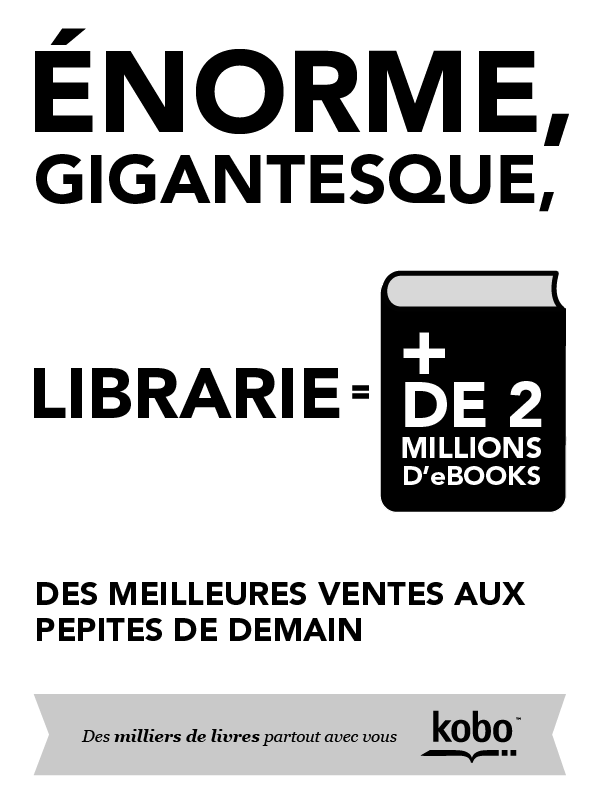 ÉNORME,
GIGANTESQUE,
LIBRARIE =
+
DE 2
MILLIONS
D'eBOOKS
DES MEILLEURES VENTES AUX
PEPITES DE DEMAIN
Des milliers de livres partout avec vous
kobo™